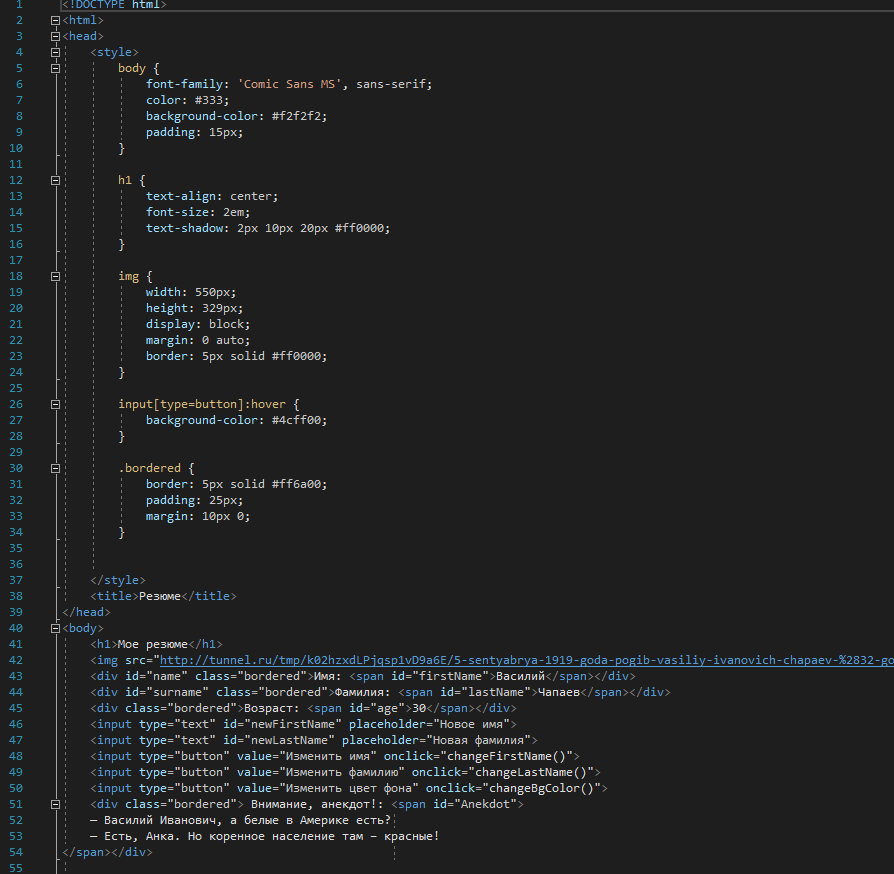 1 <!DOCTYPE html>
2 <html>
3 <head>
4 <style>
5 body {
6 font-family: 'Comic Sans MS', sans-serif;
7 color: #333;
8 background-color: #f2f2f2;
9 padding: 15px;
10 }
11
12 h1 {
13 text-align: center;
14 font-size: 2em;
15 text-shadow: 2px 10px 20px #ff0000;
16 }
17
18 img {
19 width: 550px;
20 height: 329px;
21 display: block;
22 margin: 0 auto;
23 border: 5px solid #ff0000;
24 }
25
26 input[type=button]:hover {
27 background-color: #4cff00;
28 }
29
30 .bordered {
31 border: 5px solid #ff6a00;
32 padding: 25px;
33 margin: 10px 0;
34 }
35
36
37 </style>
38 <title>Резюме</title>
39 </head>
40 <body>
41 <h1>Мое резюме</h1>
42 <img src="http://tunnel.ru/tmp/k02hzxdLPjqsp1vD9a6E/5-sentyabrya-1919-goda-pogib-vasiliy-ivanovich-chapaev-%2832-go
43 <div id="name" class="bordered">Имя: <span id="firstName">Василий</span></div>
44 <div id="surname" class="bordered">Фамилия: <span id="lastName">Чапаев</span></div>
45 <div class="bordered">Возраст: <span id="age">30</span></div>
46 <input type="text" id="newFirstName" placeholder="Новое имя">
47 <input type="text" id="newLastName" placeholder="Новая фамилия">
48 <input type="button" value="Изменить имя" onclick="changeFirstName()">
49 <input type="button" value="Изменить фамилию" onclick="changeLastName()">
50 <input type="button" value="Изменить цвет фона" onclick="changeBgColor()">
51 <div class="bordered"> Внимание, анекдот!: <span id="Anekdot">
52 — Василий Иванович, а белые в Америке есть?
53 — Есть, Анка. Но коренное население там – красные!
54 </span></div>
55